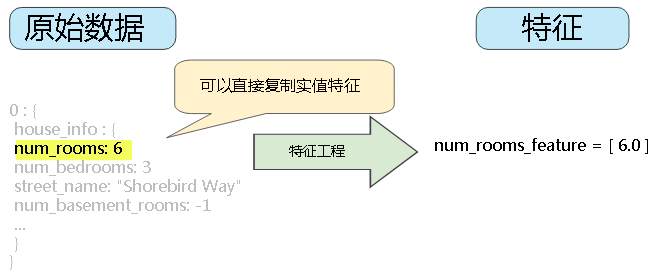 原始数据
特征
可以直接复制实值特征
0 : {
house_info : {
num_rooms: 6
num_bedrooms: 3
street_name: "Shorebird Way"
num_basement_rooms: -1
...
}
}
特征工程
num_rooms_feature = [ 6.0 ]